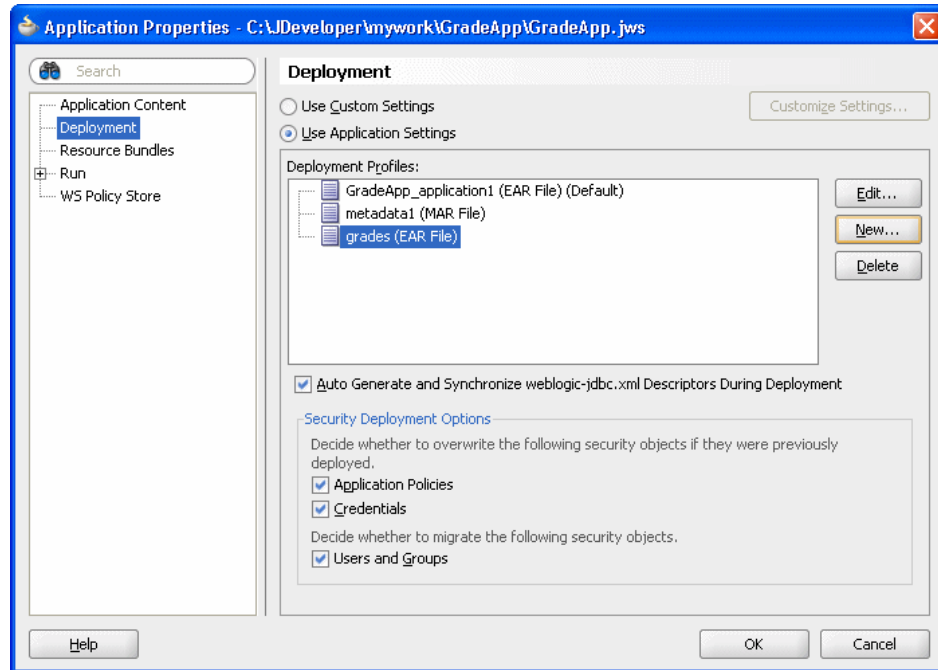 Application Properties - C:\JDeveloper\mywork\GradeApp\GradeApp.jws
Search
Application Content
Deployment
Resource Bundles
Run
WS Policy Store
Deployment
Use Custom Settings
Customize Settings...
Use Application Settings
Deployment Profiles:
GradeApp_application1 (EAR File) (Default)
metadata1 (MAR File)
grades (EAR File)
Edit...
New...
Delete
Auto Generate and Synchronize weblogic-jdbc.xml Descriptors During Deployment
Security Deployment Options
Decide whether to overwrite the following security objects if they were previously
deployed.
Application Policies
Credentials
Decide whether to migrate the following security objects.
Users and Groups
Help
OK
Cancel